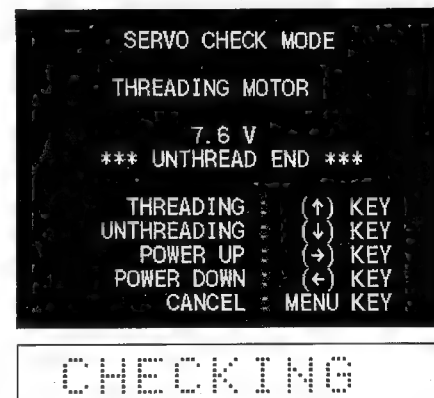 SERVO CHECK MODE
THREADING MOTOR
7.6 V
*** UNTHREAD END ***
THREADING : (↑) KEY
UNTHREADING : (↓) KEY
POWER UP : (→) KEY
POWER DOWN : (←) KEY
CANCEL : MENU KEY
CHECKING